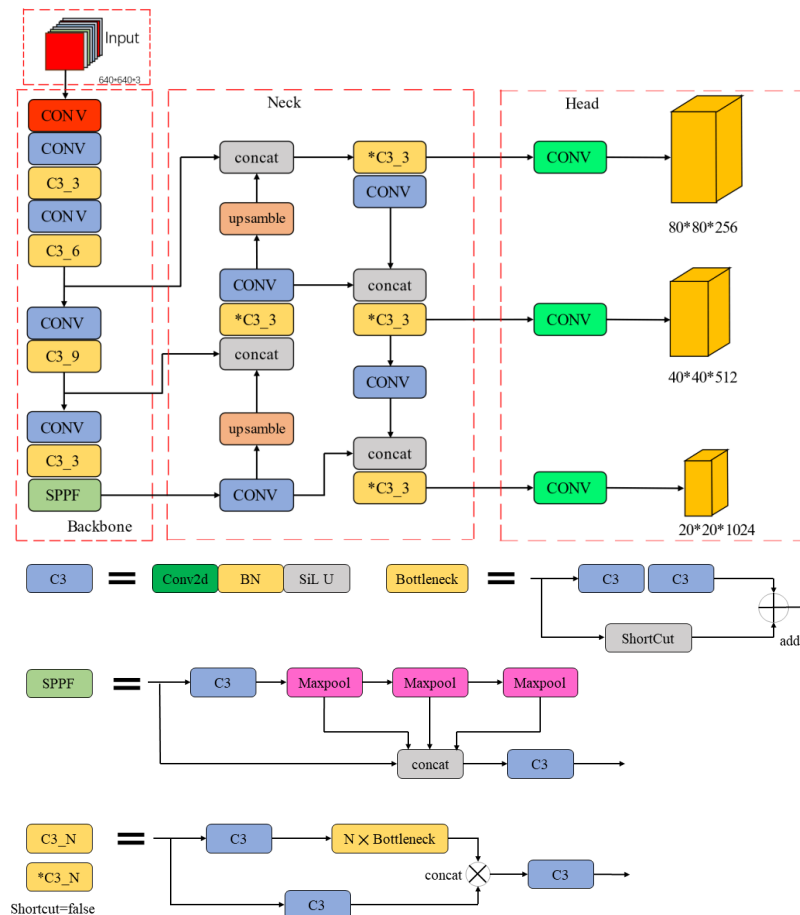 Input
640*640*3
CONV
CONV
C3_3
CONV
C3_6
CONV
C3_9
CONV
C3_3
SPPF
Backbone
Neck
concat
upsamble
CONV
*C3_3
concat
upsamble
CONV
*C3_3
CONV
concat
*C3_3
CONV
concat
*C3_3
Head
CONV
80*80*256
CONV
40*40*512
CONV
20*20*1024
C3
Conv2d
BN
SiL U
Bottleneck
C3
C3
ShortCut
add
SPPF
C3
Maxpool
Maxpool
Maxpool
concat
C3
C3_N
*C3_N
Shortcut=false
C3
N × Bottleneck
concat
C3
C3